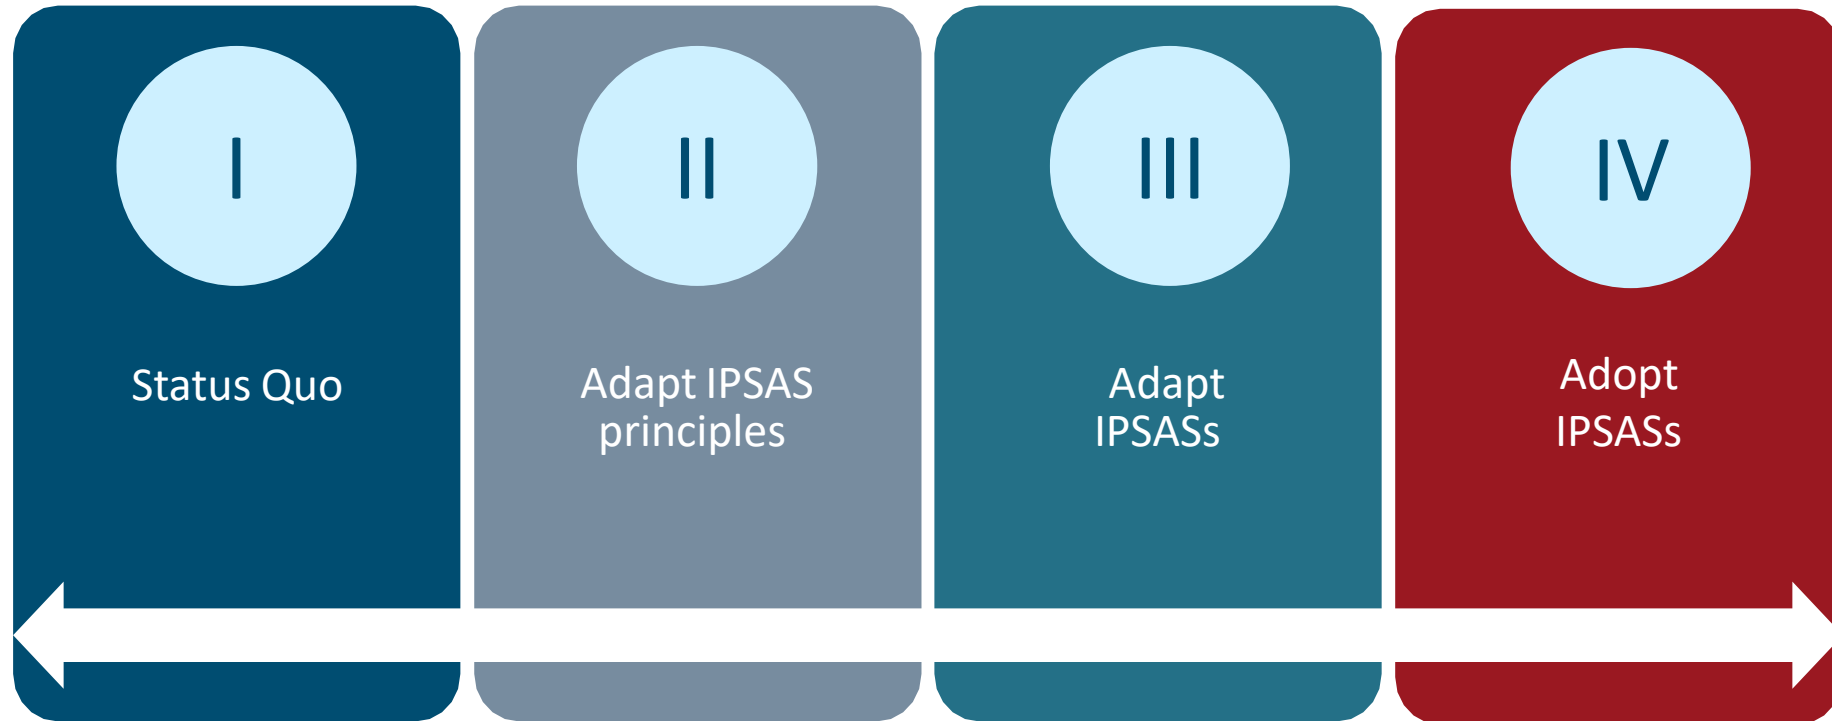 I
II
III
IV
Status Quo
Adapt IPSAS
principles
Adapt
IPSASs
Adopt
IPSASs